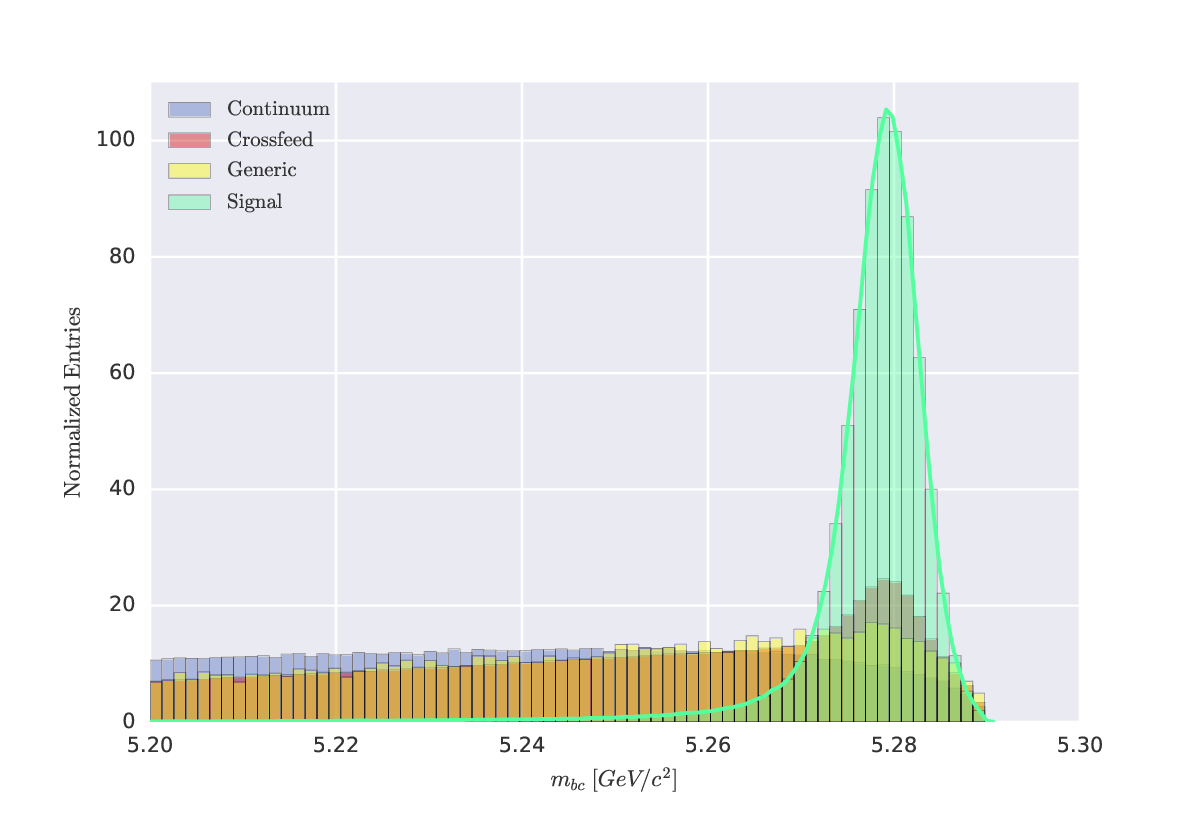 Continuum
Crossfeed
Generic
Signal
100
80
60
40
20
0
Normalized Entries
5.20 5.22 5.24 5.26 5.28 5.30
m_{bc} [GeV/c^2]